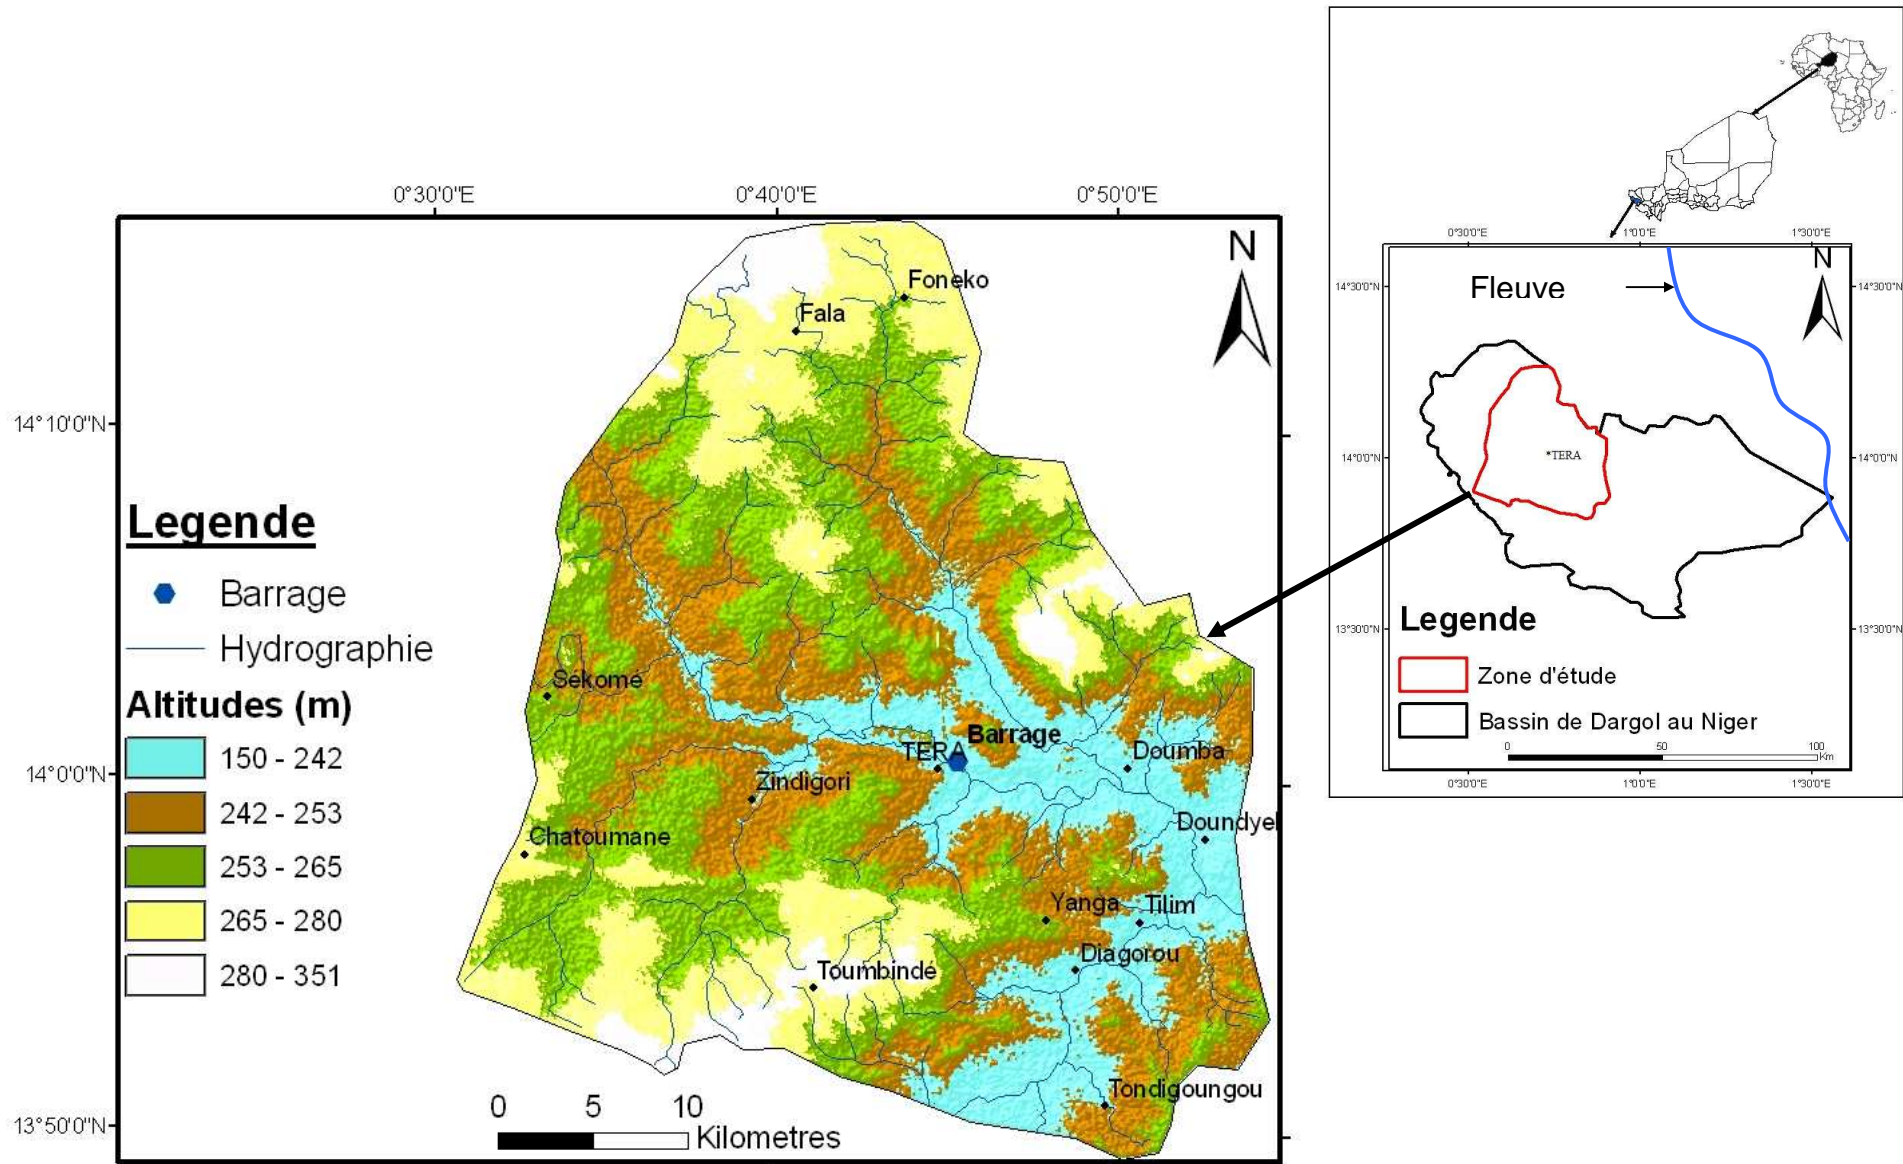 0°30'0"E
0°40'0"E
0°50'0"E
14°10'0"N
14°0'0"N
13°50'0"N
N
Foneko
Fala
Sékomé
Barrage
TERA
Doumba
Zindigori
Doundyel
Chatoumane
Yanga
Tilim
Diagorou
Toumbindé
Tondigoungou
Legende
Barrage
Hydrographie
Altitudes (m)
150 - 242
242 - 253
253 - 265
265 - 280
280 - 351
0 5 10
Kilometres
0°30'0"E
1°0'0"E
1°30'0"E
N
14°30'0"N
Fleuve
14°30'0"N
14°0'0"N
TERA
14°0'0"N
13°30'0"N
13°30'0"N
Legende
Zone d'étude
Bassin de Dargol au Niger
0 50 100
Km
0°30'0"E
1°0'0"E
1°30'0"E